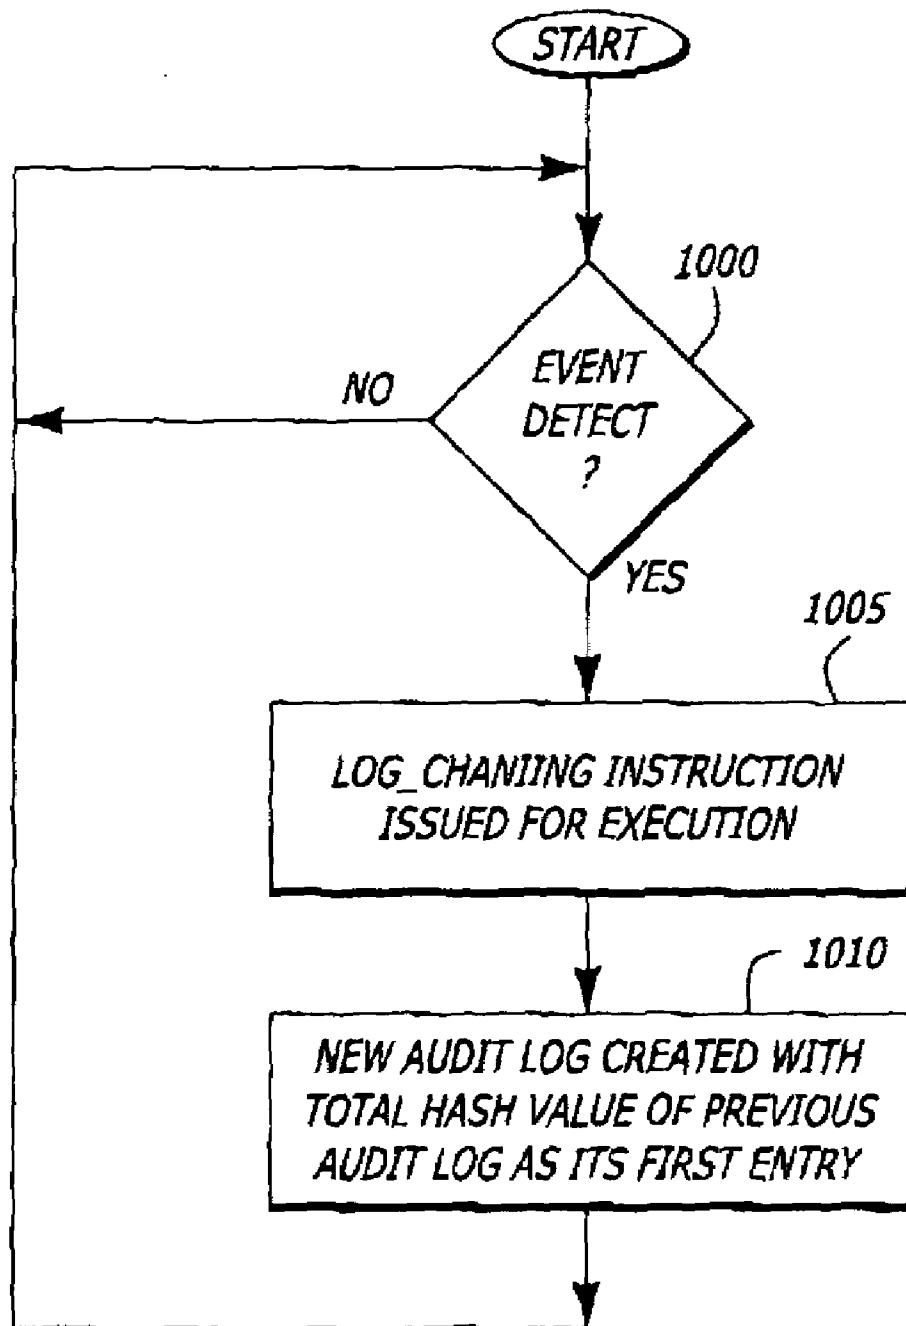 START
1000
EVENT
DETECT
?
NO
YES
1005
LOG_CHANIING INSTRUCTION
ISSUED FOR EXECUTION
1010
NEW AUDIT LOG CREATED WITH
TOTAL HASH VALUE OF PREVIOUS
AUDIT LOG AS ITS FIRST ENTRY